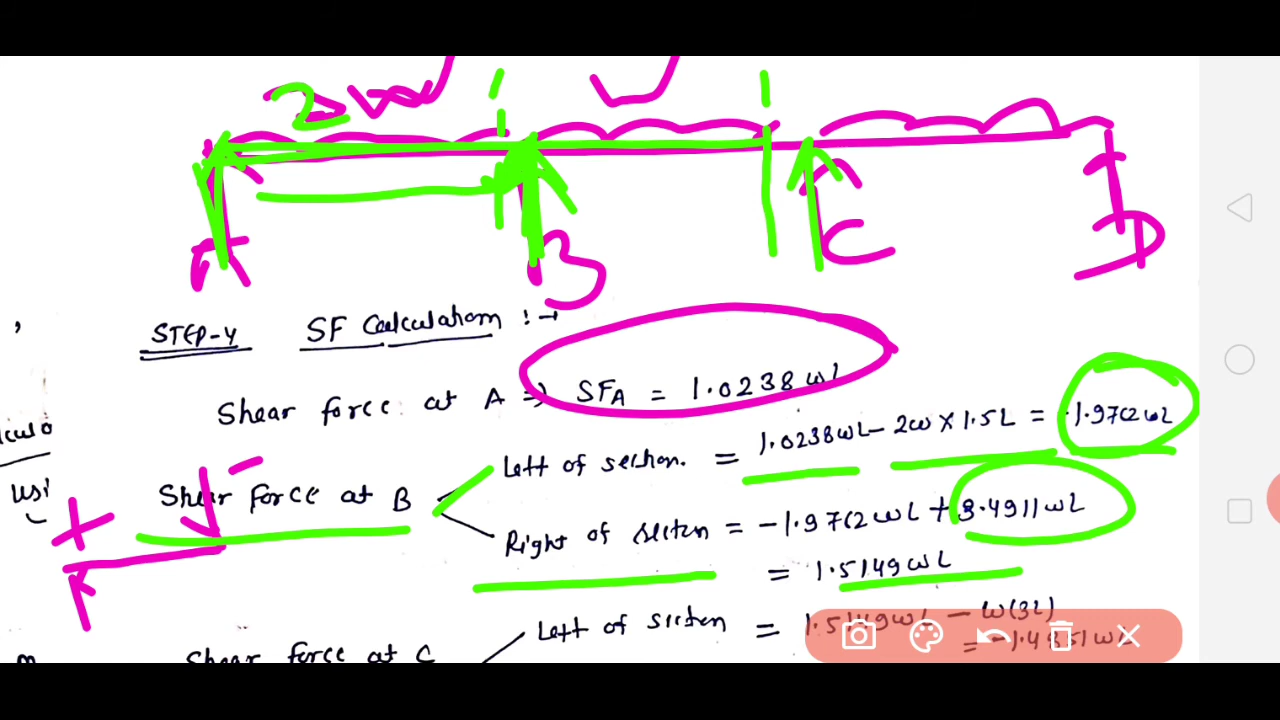 2w w
A B C D
STEP-4 SF Calculation :→
Shear force at A ⇒ SFA = 1.0238 wL
Shear force at B
Left of section. = 1.0238wL - 2w × 1.5L = -1.9762wL
Right of section = -1.9762wL + 3.4911wL
= 1.5149wL
Shear force at C
Left of section = 1.5149wL - w(3L)
= -1.4851wL
+ -